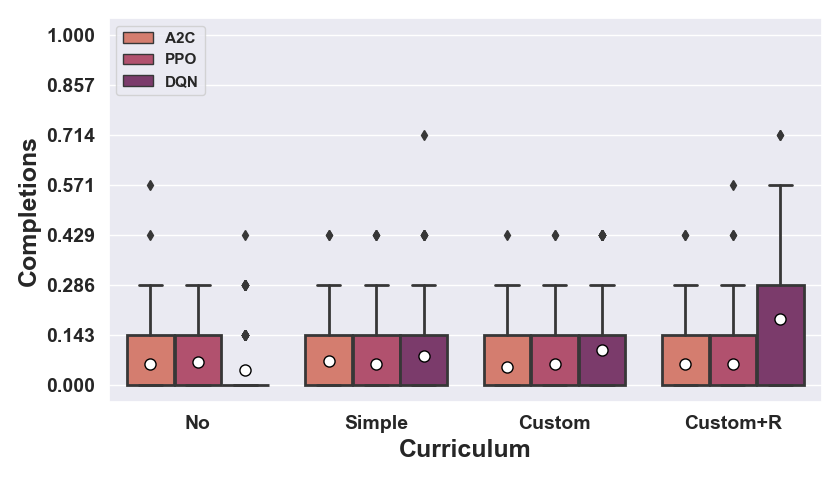 A2C
PPO
DQN
Completions
1.000
0.857
0.714
0.571
0.429
0.286
0.143
0.000
No Simple Custom Custom+R
Curriculum